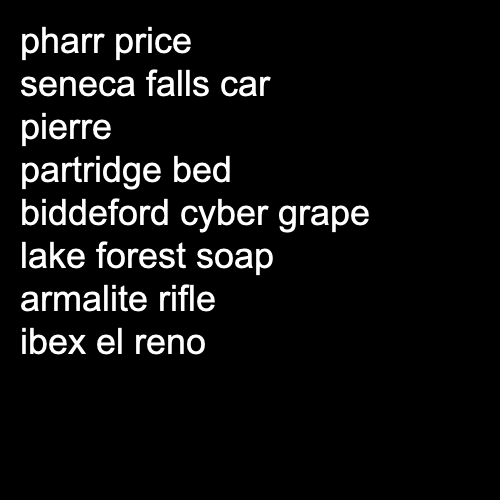 pharr price
seneca falls car
pierre
partridge bed
biddeford cyber grape
lake forest soap
armalite rifle
ibex el reno